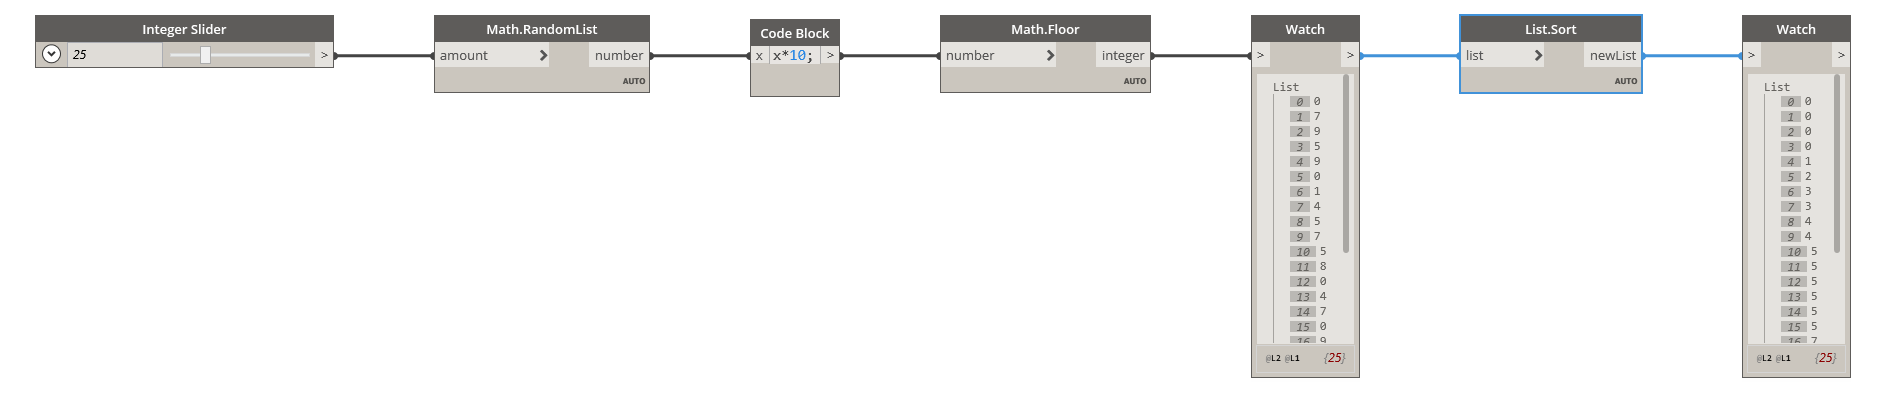 Integer Slider
25
>
Math.RandomList
amount
number
AUTO
Code Block
x
x*10;
>
Math.Floor
number
integer
AUTO
Watch
>
>
List
0 0
1 7
2 9
3 5
4 9
5 0
6 1
7 4
8 5
9 7
10 5
11 8
12 0
13 4
14 7
15 0
16 9
@L2 @L1 {25}
List.Sort
list
newList
AUTO
Watch
>
>
List
0 0
1 0
2 0
3 0
4 1
5 2
6 3
7 3
8 4
9 4
10 5
11 5
12 5
13 5
14 5
15 5
16 7
@L2 @L1 {25}